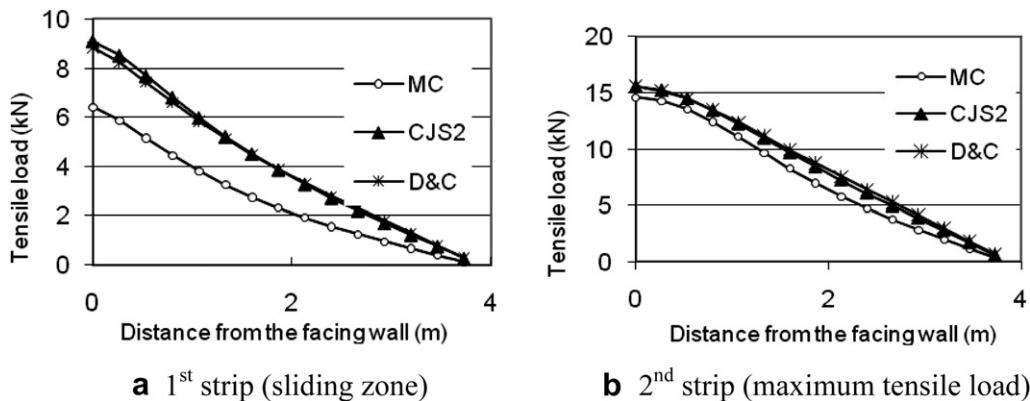 10
8
6
4
2
0
Tensile load (kN)
MC
CJS2
D&C
0 2 4
Distance from the facing wall (m)
a 1st strip (sliding zone)
20
15
10
5
0
Tensile load (kN)
MC
CJS2
D&C
0 2 4
Distance from the facing wall (m)
b 2nd strip (maximum tensile load)